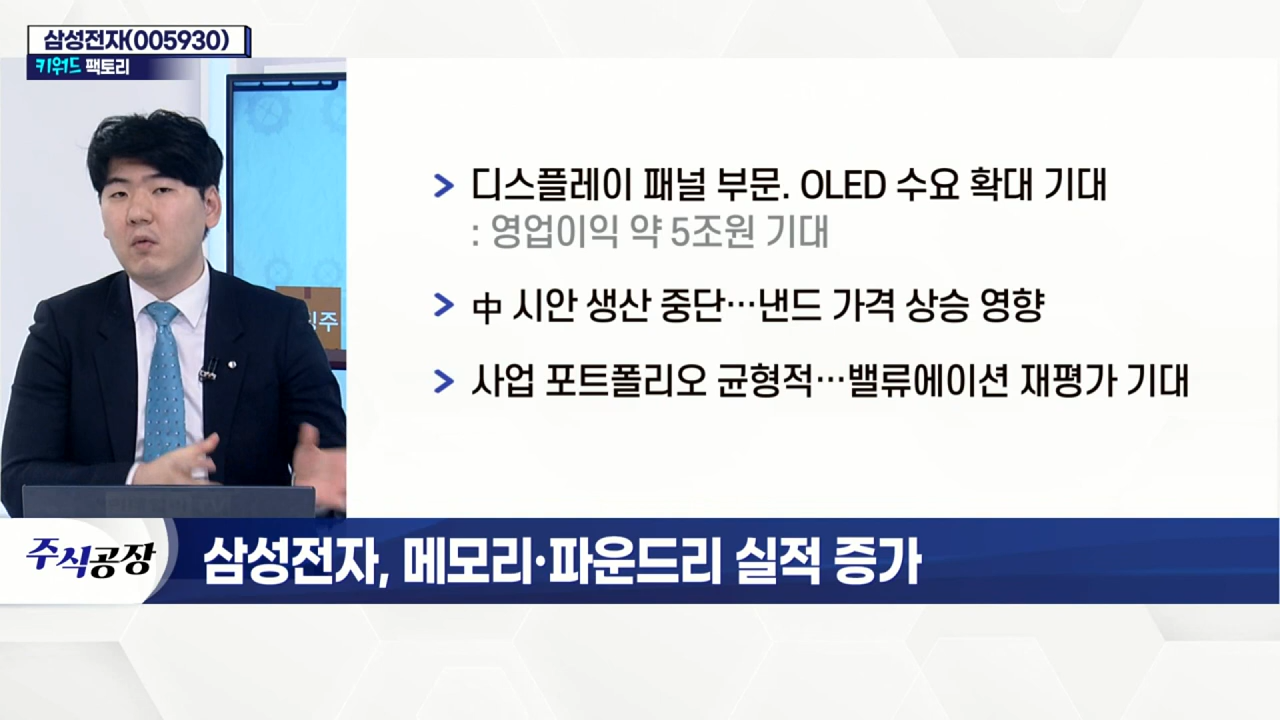 삼성전자(005930)
키워드 팩토리
> 디스플레이 패널 부문. OLED 수요 확대 기대
: 영업이익 약 5조원 기대
> 中 시안 생산 중단…낸드 가격 상승 영향
> 사업 포트폴리오 균형적…밸류에이션 재평가 기대
주식공장
삼성전자, 메모리·파운드리 실적 증가